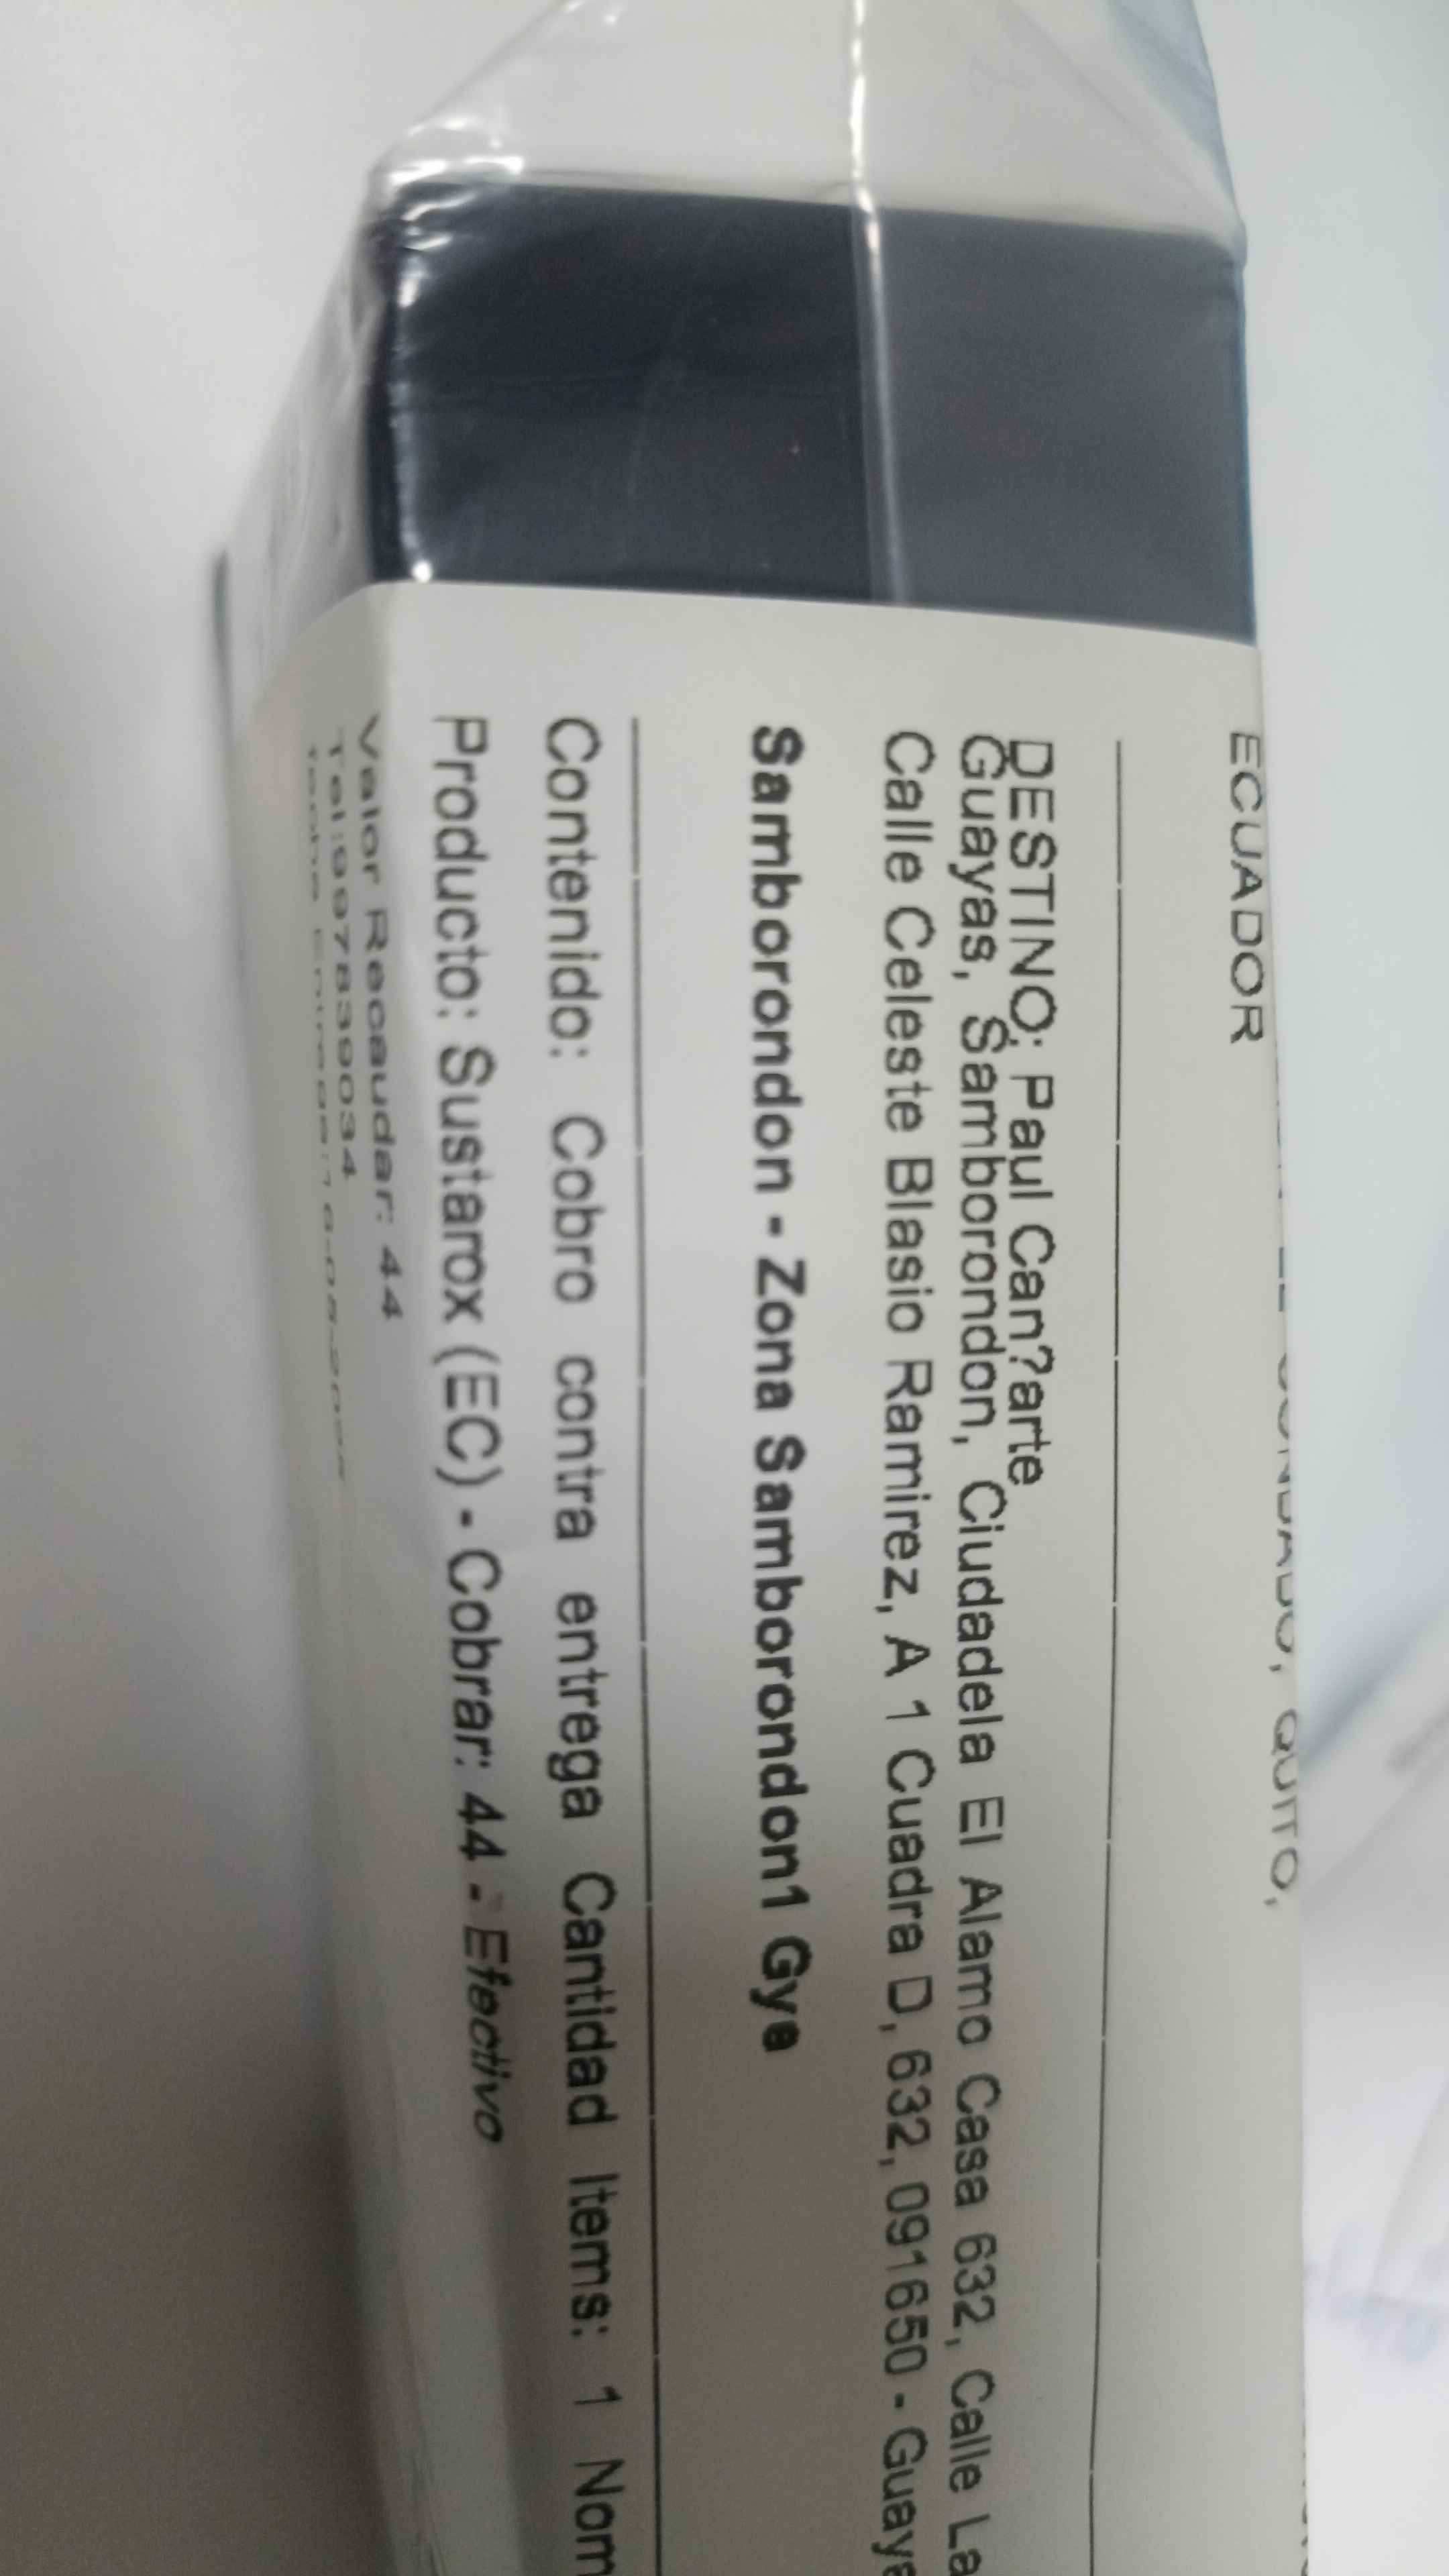 QUITO,
ECUADOR
DESTINO: Paul Can?arte
Guayas, Samborondon, Ciudadela El Alamo Casa 632, Calle La
Calle Celeste Blasio Ramirez, A 1 Cuadra D, 632, 091650 - Guaya
Samborondon - Zona Samborondon1 Gye
Contenido: Cobro contra entrega Cantidad Items: 1 Nom
Producto: Sustarox (EC) - Cobrar: 44 - Efectivo
Valor Recaudar: 44
Tel: